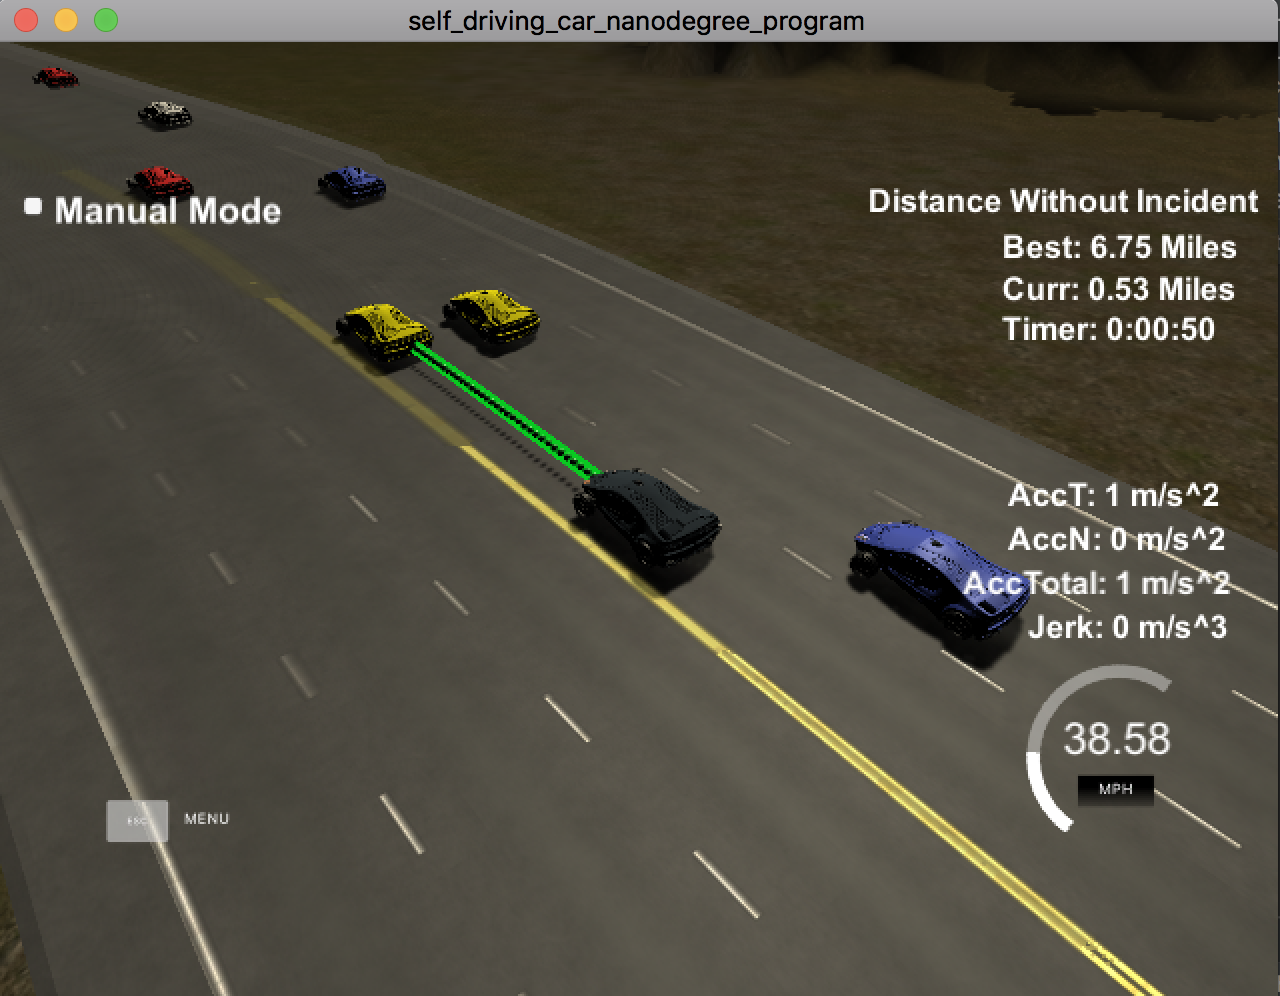 self_driving_car_nanodegree_program
Manual Mode
Distance Without Incident
Best: 6.75 Miles
Curr: 0.53 Miles
Timer: 0:00:50
AccT: 1 m/s^2
AccN: 0 m/s^2
AccTotal: 1 m/s^2
Jerk: 0 m/s^3
38.58
MPH
ESC MENU